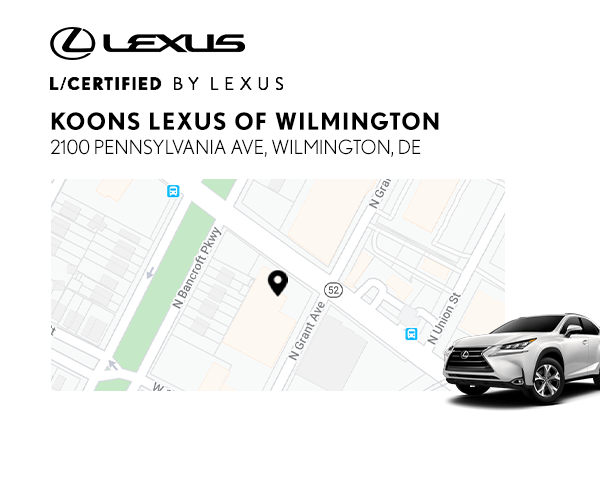 LEXUS
L/CERTIFIED BY LEXUS
KOONS LEXUS OF WILMINGTON
2100 PENNSYLVANIA AVE, WILMINGTON, DE
N Gran
N Bancroft Pkwy
52
N Grant Ave
N Union St
t
W